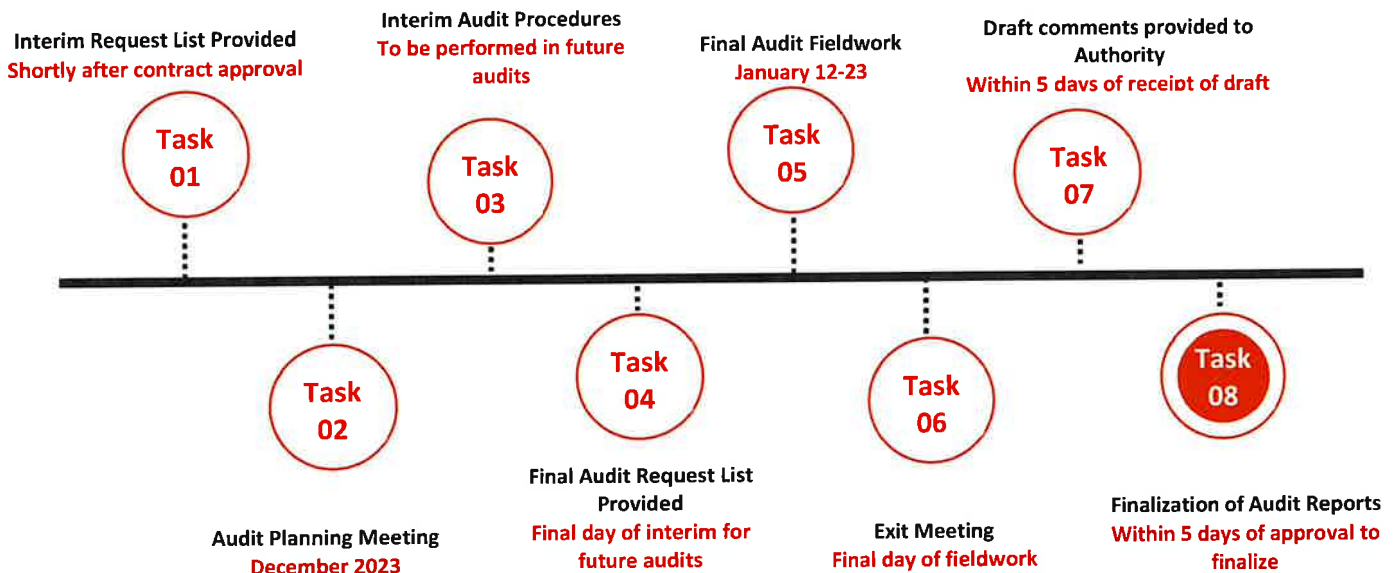 Interim Request List Provided
Shortly after contract approval
Task
01
Audit Planning Meeting
December 2023
Task
02
Interim Audit Procedures
To be performed in future
audits
Task
03
Final Audit Request List
Provided
Final day of interim for
future audits
Task
04
Final Audit Fieldwork
January 12-23
Task
05
Exit Meeting
Final day of fieldwork
Task
06
Draft comments provided to
Authority
Within 5 days of receipt of draft
Task
07
Finalization of Audit Reports
Within 5 days of approval to
finalize
Task
08